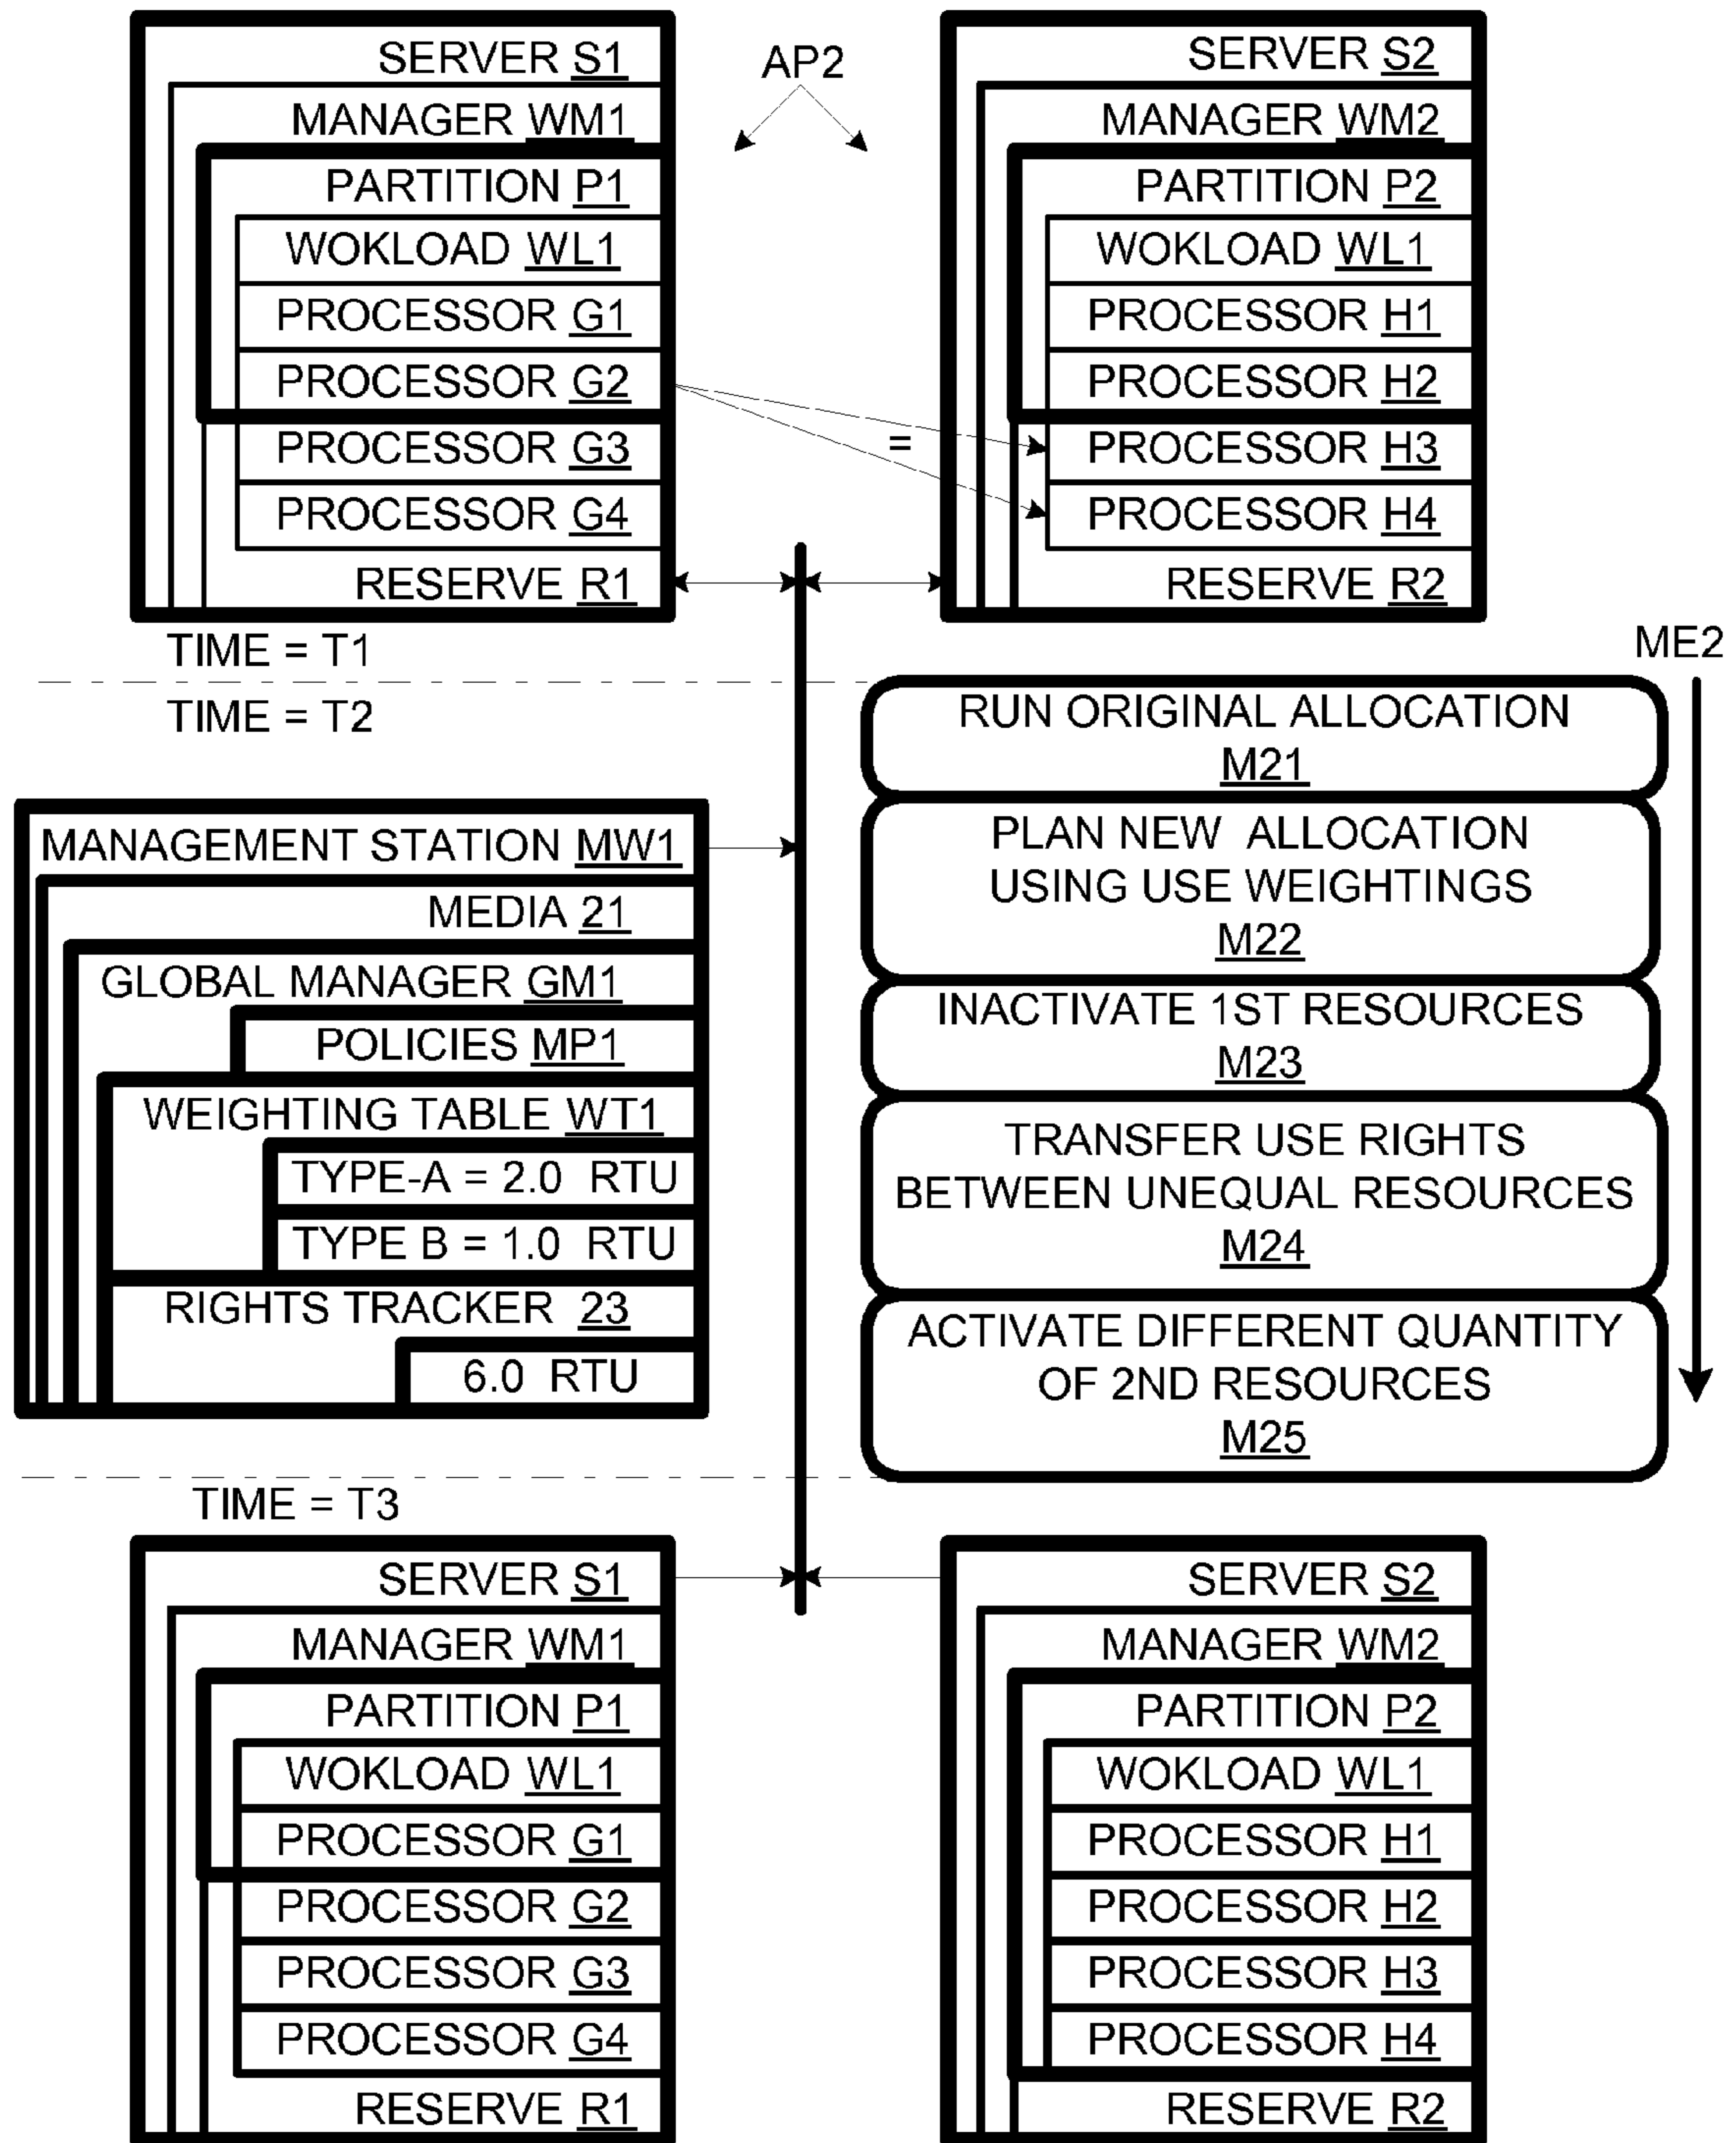 SERVER S1
MANAGER WM1
PARTITION P1
WOKLOAD WL1
PROCESSOR G1
PROCESSOR G2
PROCESSOR G3
PROCESSOR G4
RESERVE R1
AP2
=
SERVER S2
MANAGER WM2
PARTITION P2
WOKLOAD WL1
PROCESSOR H1
PROCESSOR H2
PROCESSOR H3
PROCESSOR H4
RESERVE R2
TIME = T1
TIME = T2
MANAGEMENT STATION MW1
MEDIA 21
GLOBAL MANAGER GM1
POLICIES MP1
WEIGHTING TABLE WT1
TYPE-A = 2.0 RTU
TYPE B = 1.0 RTU
RIGHTS TRACKER 23
6.0 RTU
ME2
RUN ORIGINAL ALLOCATION
M21
PLAN NEW ALLOCATION
USING USE WEIGHTINGS
M22
INACTIVATE 1ST RESOURCES
M23
TRANSFER USE RIGHTS
BETWEEN UNEQUAL RESOURCES
M24
ACTIVATE DIFFERENT QUANTITY
OF 2ND RESOURCES
M25
TIME = T3
SERVER S1
MANAGER WM1
PARTITION P1
WOKLOAD WL1
PROCESSOR G1
PROCESSOR G2
PROCESSOR G3
PROCESSOR G4
RESERVE R1
SERVER S2
MANAGER WM2
PARTITION P2
WOKLOAD WL1
PROCESSOR H1
PROCESSOR H2
PROCESSOR H3
PROCESSOR H4
RESERVE R2